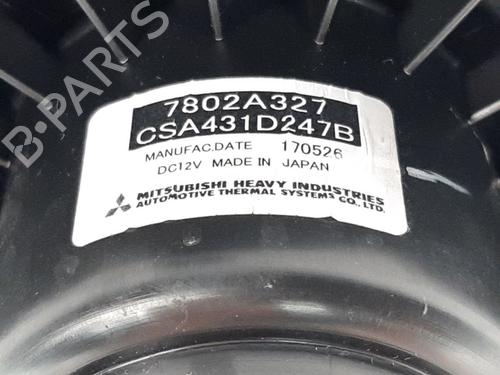 B-PARTS
7802A327
CSA431D247B
MANUFAC.DATE 170526
DC12V MADE IN JAPAN
MITSUBISHI HEAVY INDUSTRIES
AUTOMOTIVE THERMAL SYSTEMS CO., LTD.